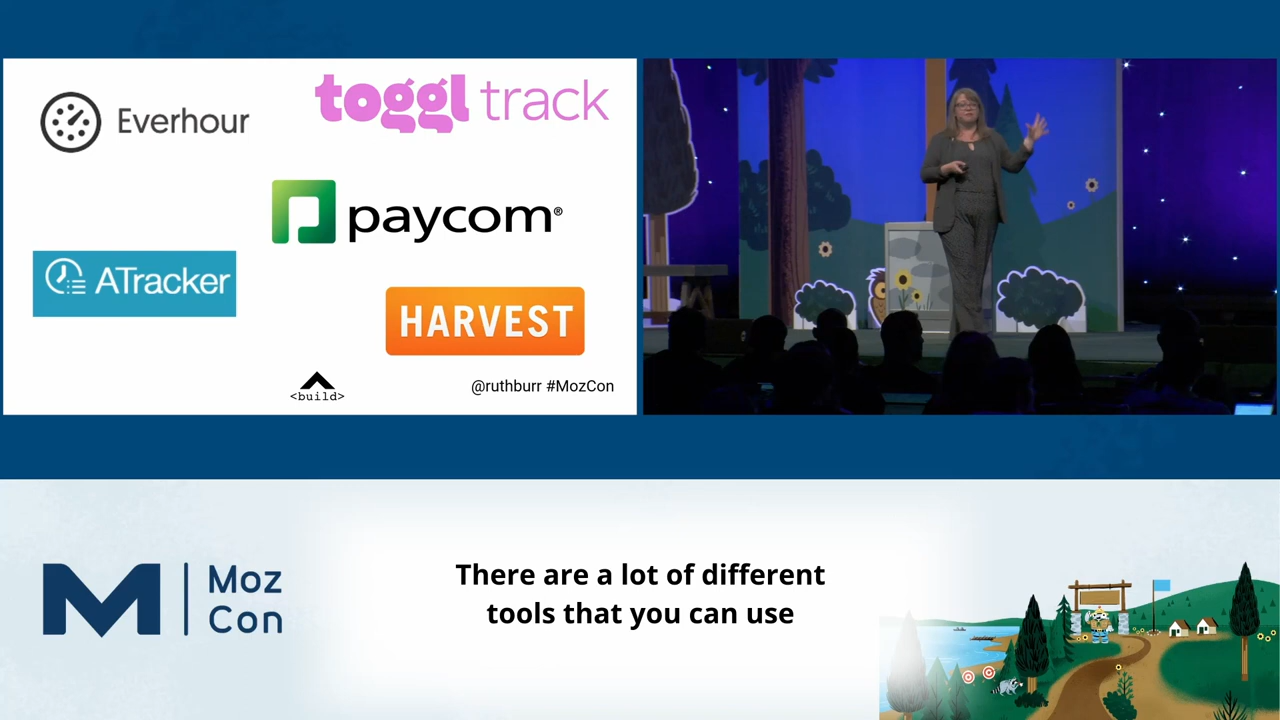 Everhour
toggl track
paycom®
ATracker
HARVEST
<build>
@ruthburr #MozCon
Moz
Con
There are a lot of different
tools that you can use